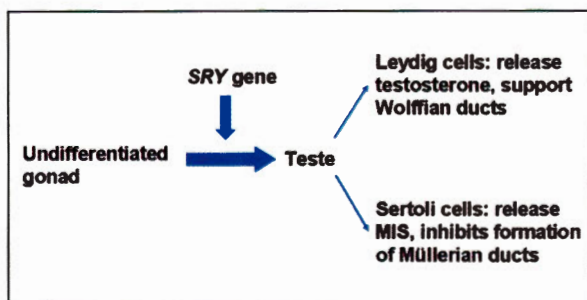 SRY gene
Undifferentiated
gonad
Teste
Leydig cells: release
testosterone, support
Wolffian ducts
Sertoli cells: release
MIS, inhibits formation
of Müllerian ducts